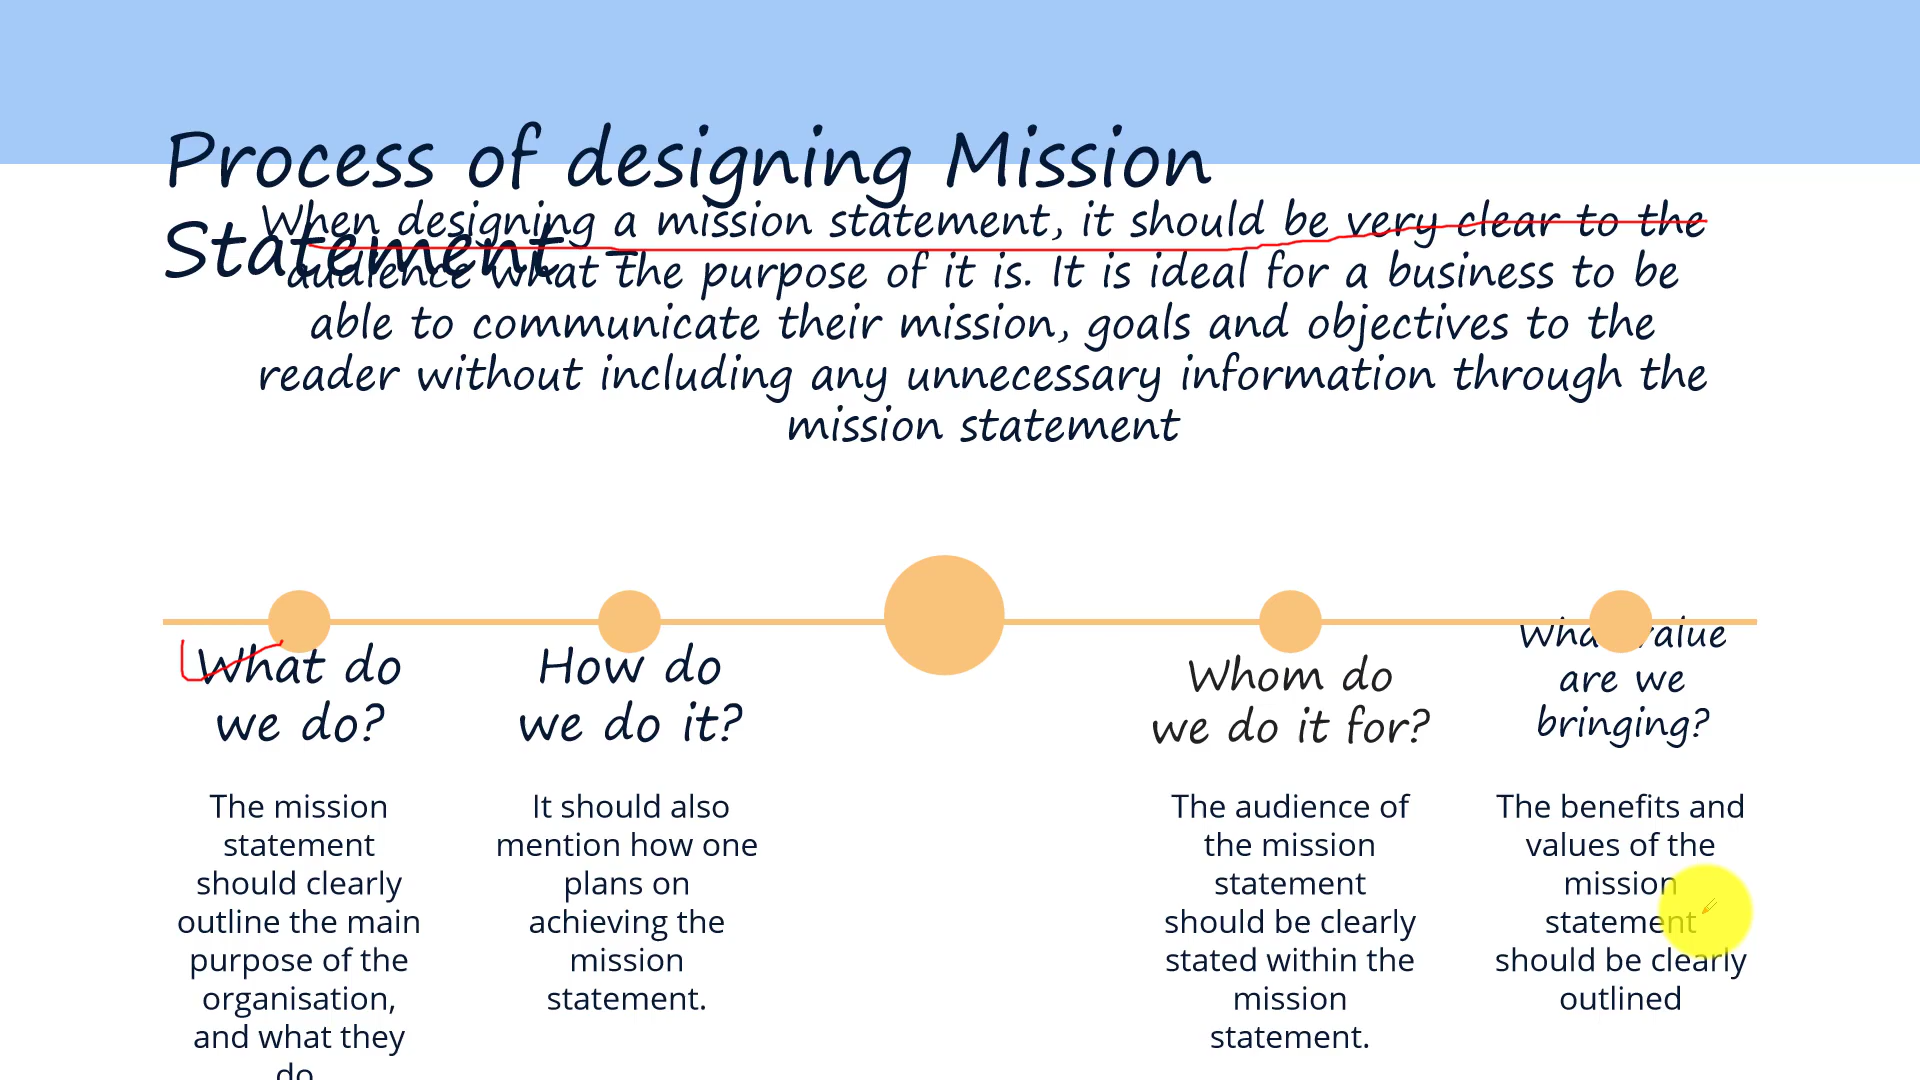 Process of designing Mission
Statement –
When designing a mission statement, it should be very clear to the
audience what the purpose of it is. It is ideal for a business to be
able to communicate their mission, goals and objectives to the
reader without including any unnecessary information through the
mission statement
What do
we do?
The mission
statement
should clearly
outline the main
purpose of the
organisation,
and what they
do
How do
we do it?
It should also
mention how one
plans on
achieving the
mission
statement.
Whom do
we do it for?
The audience of
the mission
statement
should be clearly
stated within the
mission
statement.
What value
are we
bringing?
The benefits and
values of the
mission
statement
should be clearly
outlined